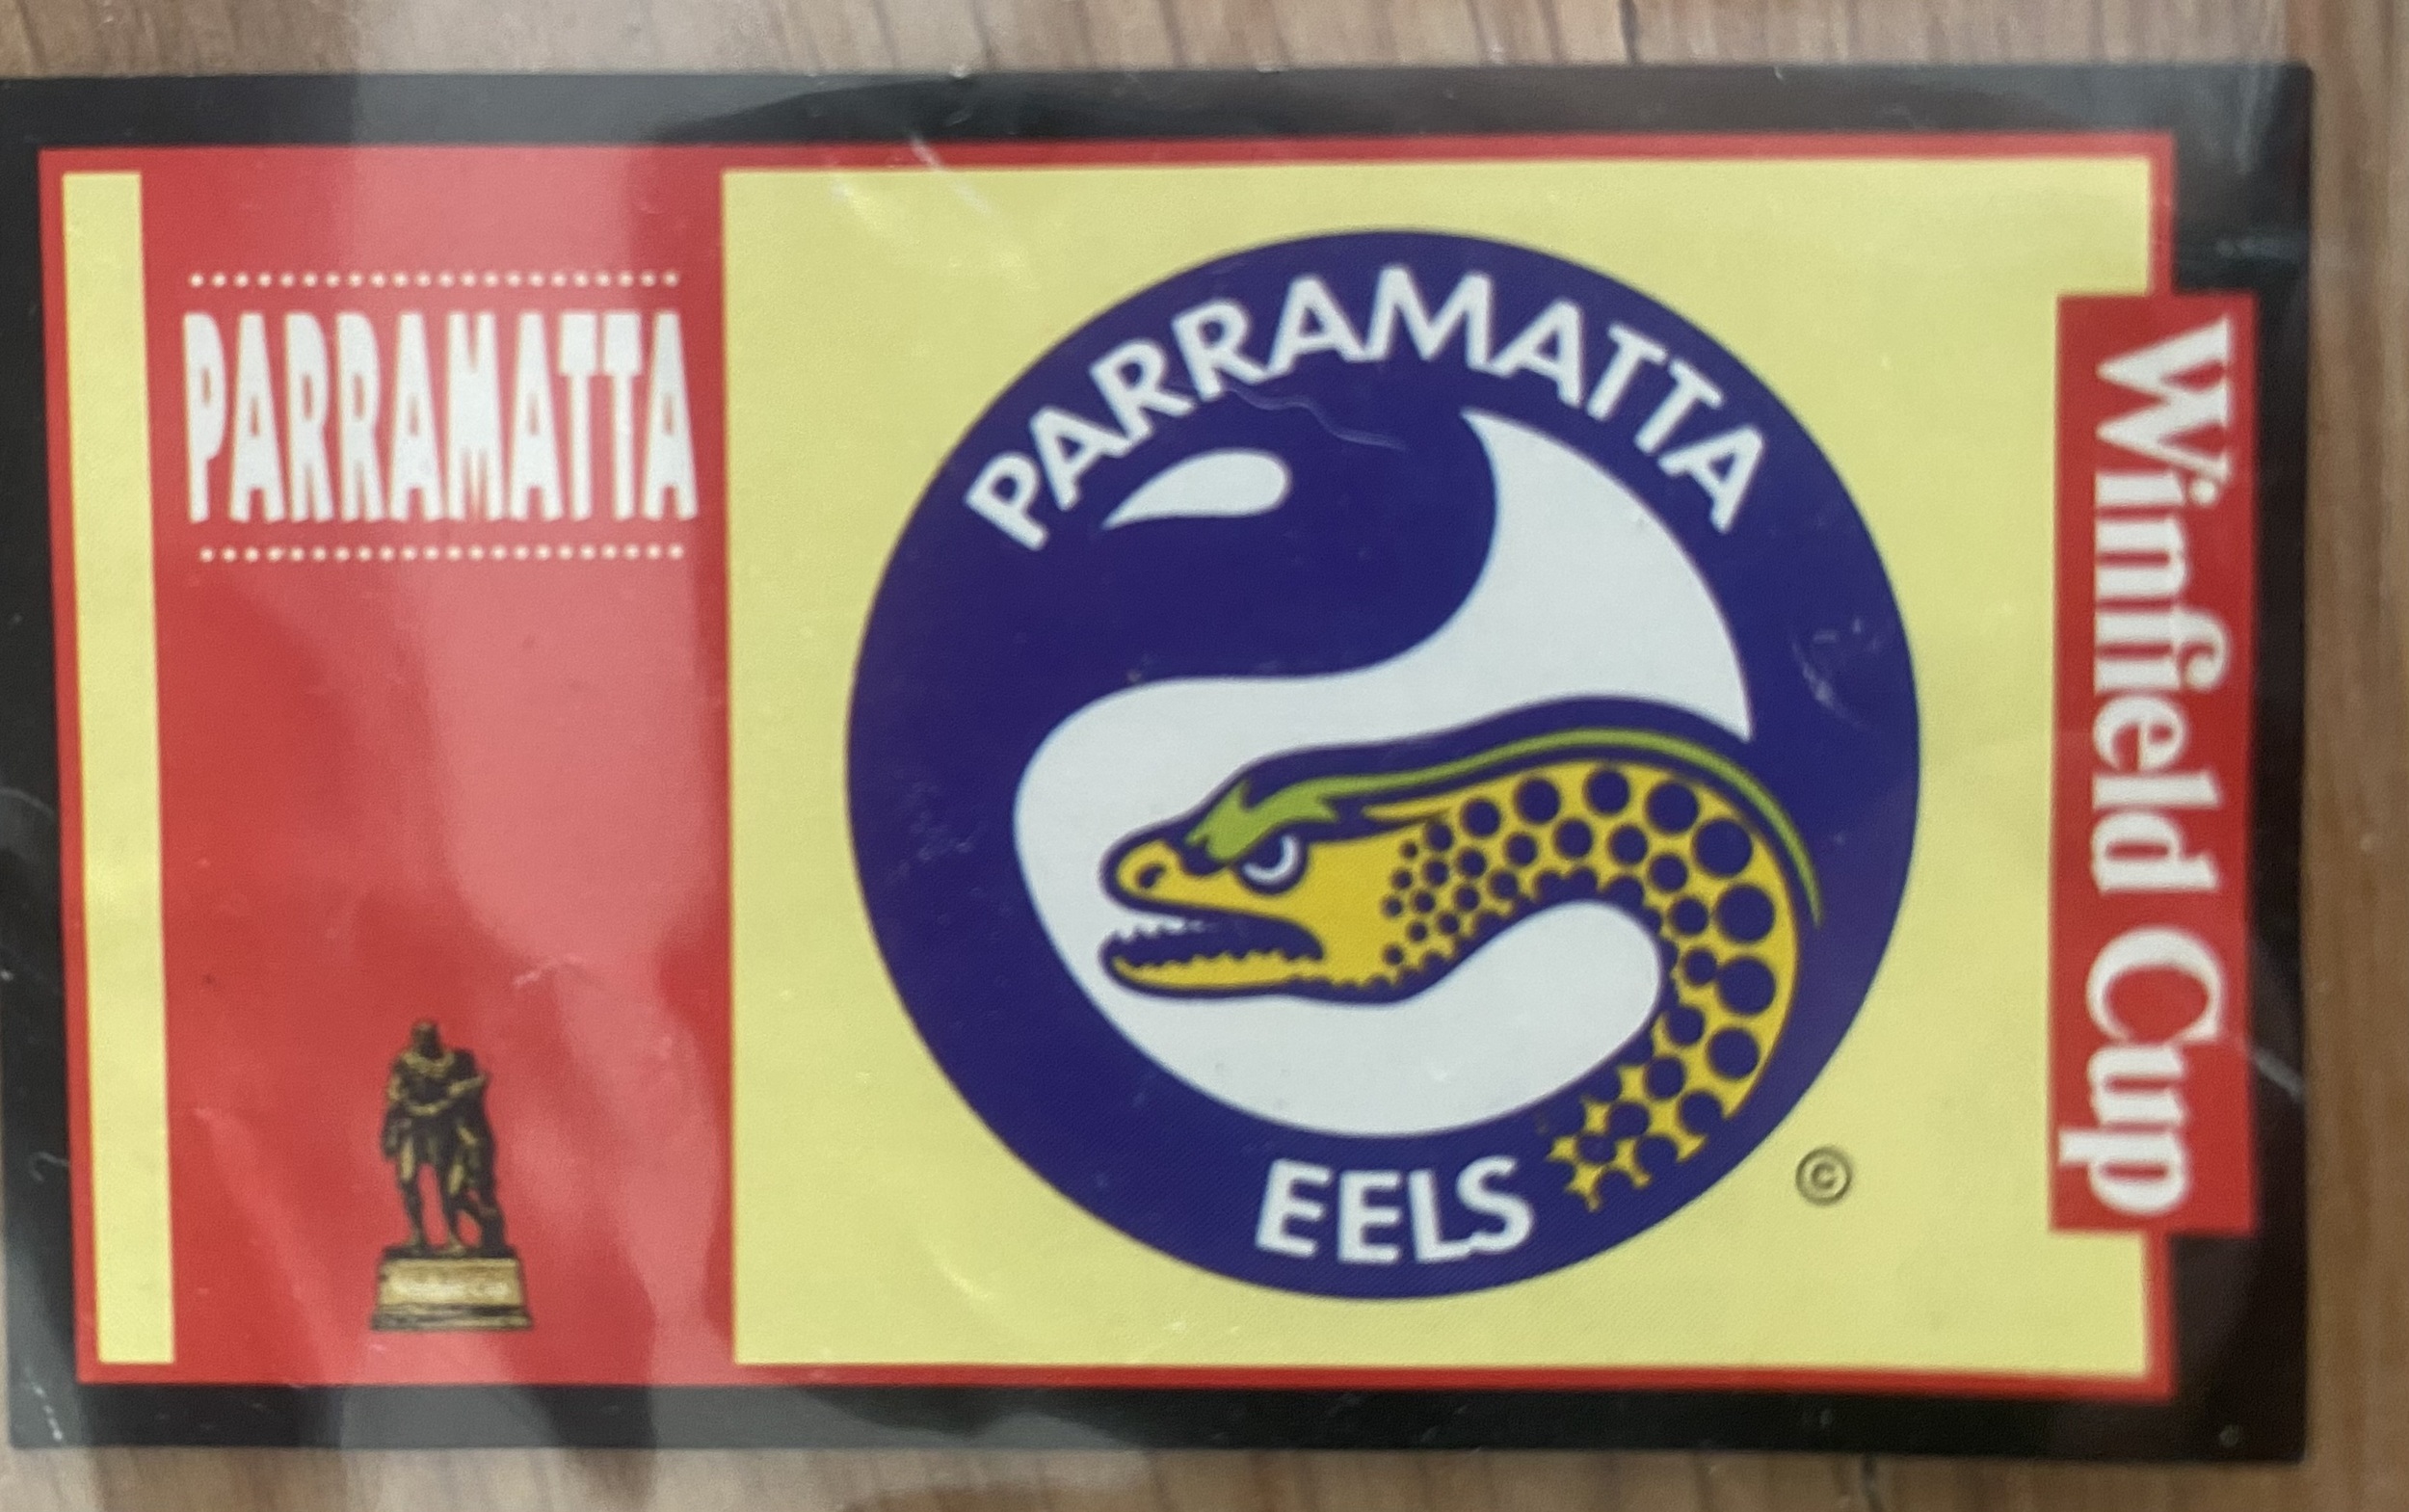 PARRAMATTA
PARRAMATTA
EELS
©
Winfield Cup